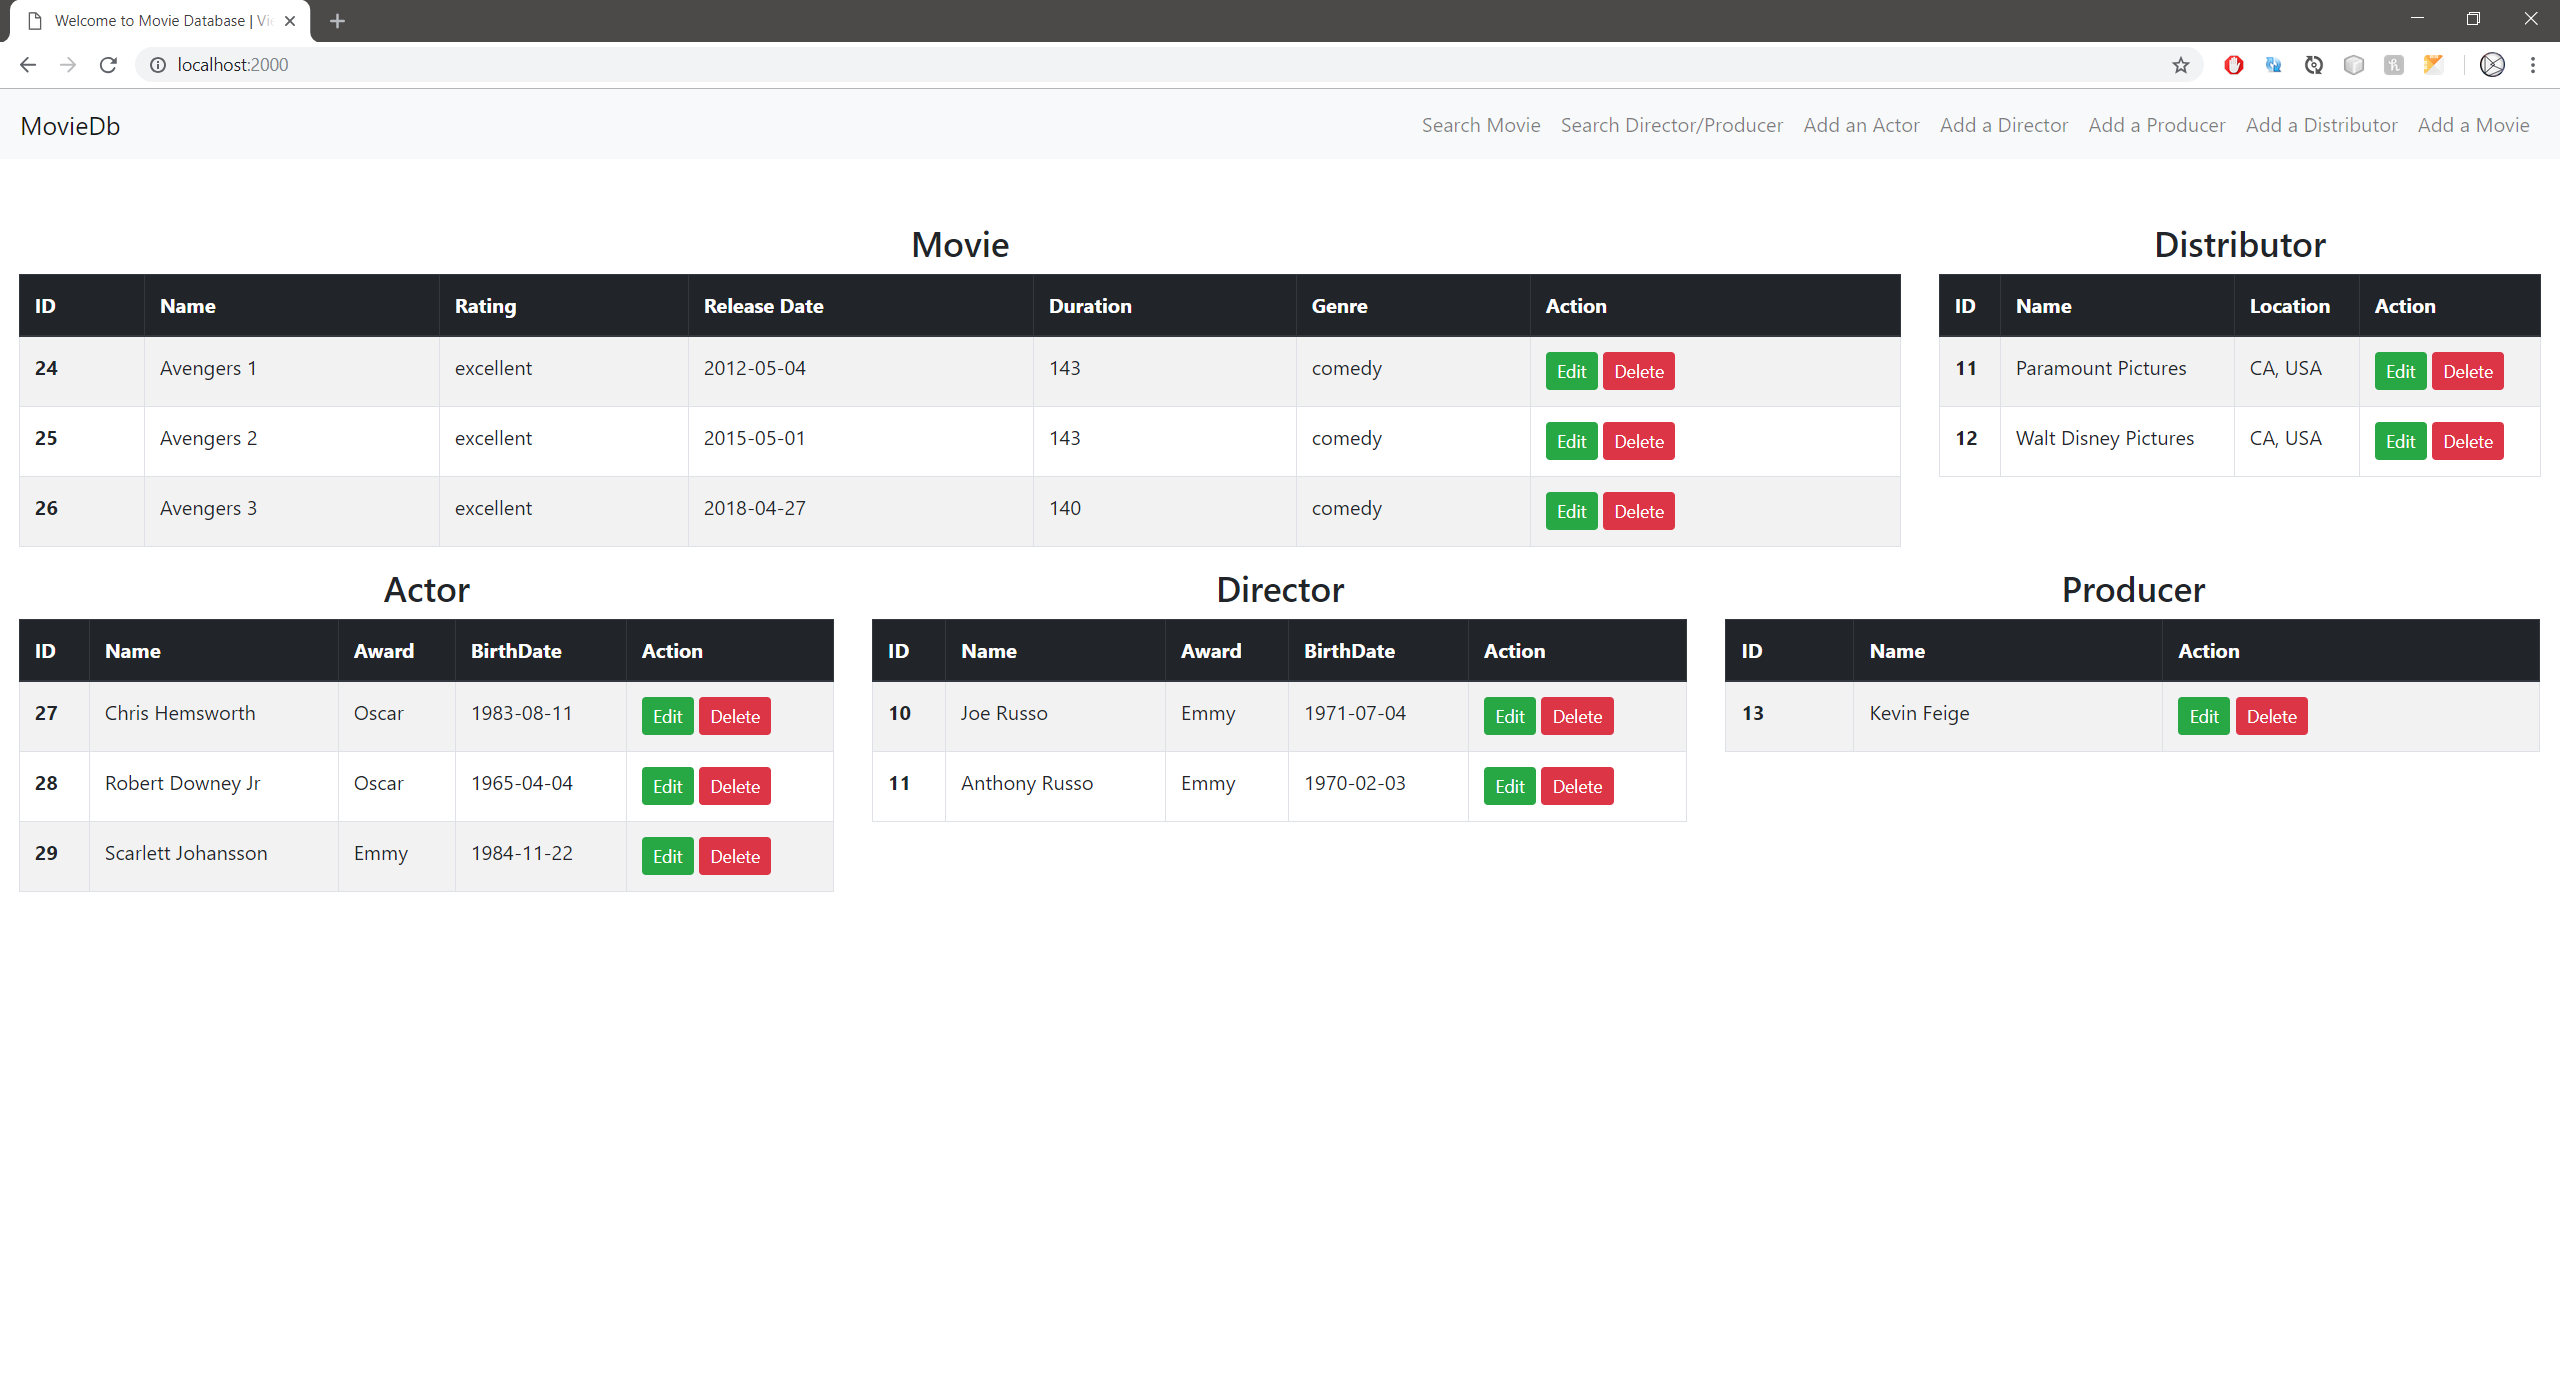 Welcome to Movie Database | Vie
localhost:2000
MovieDb Search Movie Search Director/Producer Add an Actor Add a Director Add a Producer Add a Distributor Add a Movie
Movie
ID Name Rating Release Date Duration Genre Action
24 Avengers 1 excellent 2012-05-04 143 comedy Edit Delete
25 Avengers 2 excellent 2015-05-01 143 comedy Edit Delete
26 Avengers 3 excellent 2018-04-27 140 comedy Edit Delete
Distributor
ID Name Location Action
11 Paramount Pictures CA, USA Edit Delete
12 Walt Disney Pictures CA, USA Edit Delete
Actor
ID Name Award BirthDate Action
27 Chris Hemsworth Oscar 1983-08-11 Edit Delete
28 Robert Downey Jr Oscar 1965-04-04 Edit Delete
29 Scarlett Johansson Emmy 1984-11-22 Edit Delete
Director
ID Name Award BirthDate Action
10 Joe Russo Emmy 1971-07-04 Edit Delete
11 Anthony Russo Emmy 1970-02-03 Edit Delete
Producer
ID Name Action
13 Kevin Feige Edit Delete